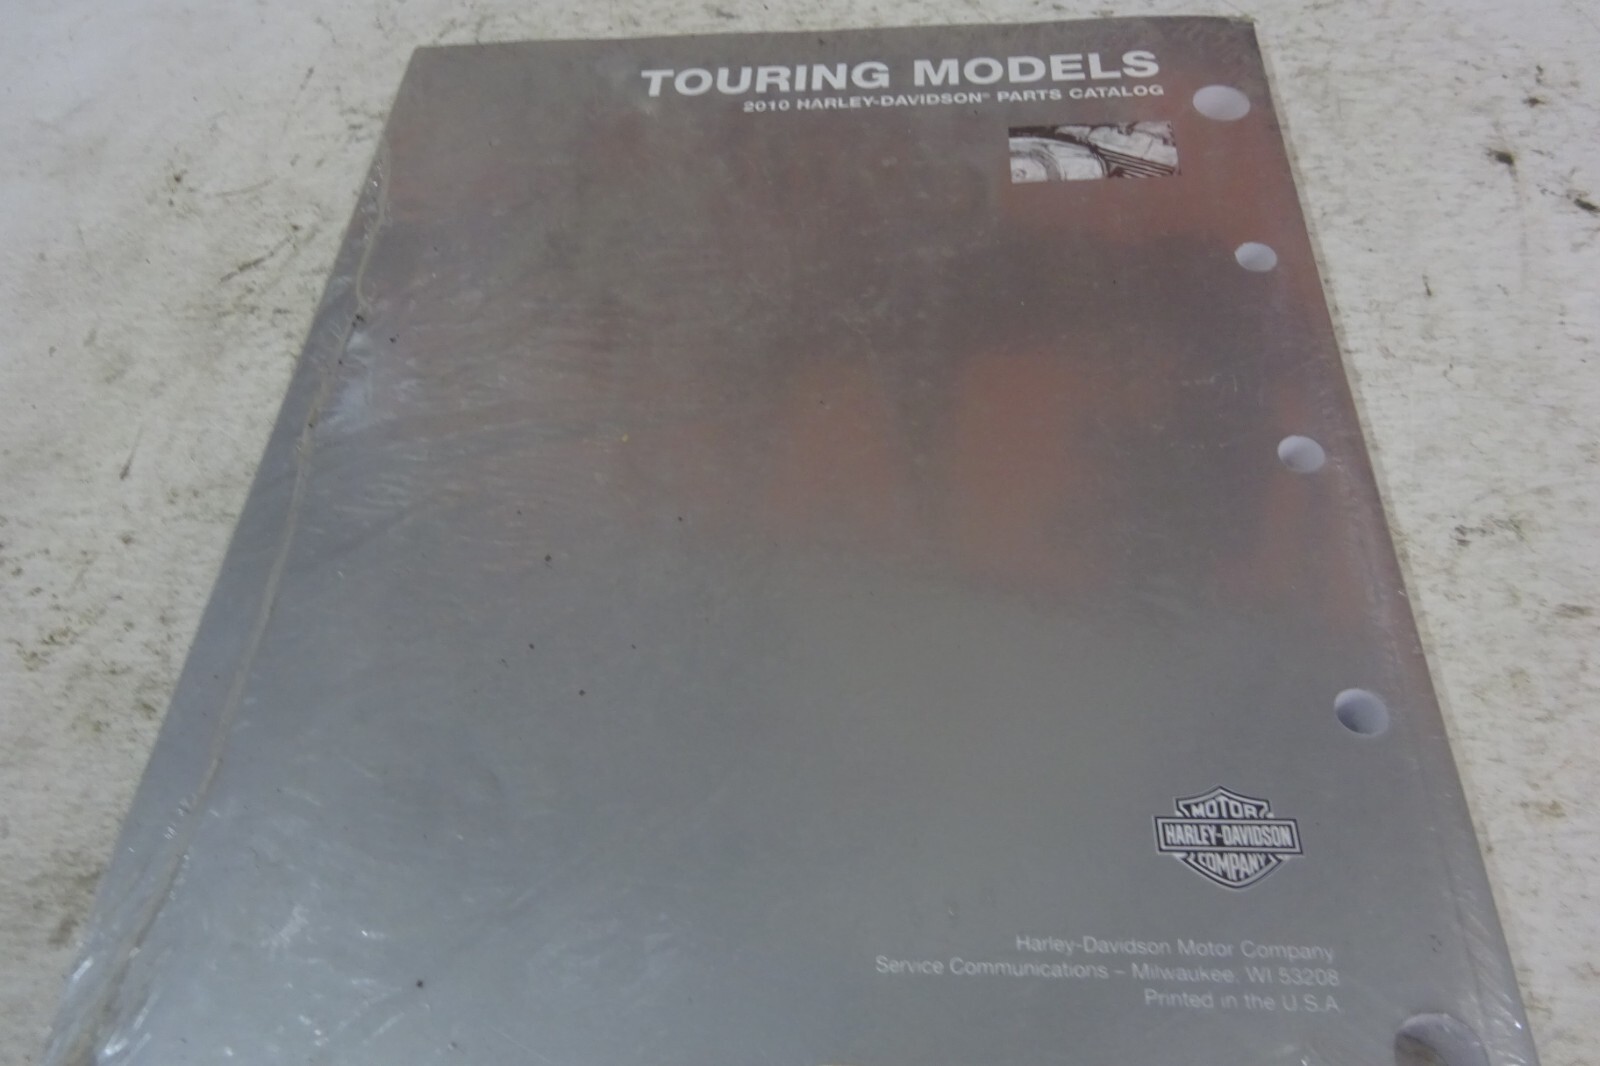 TOURING MODELS
2010 HARLEY-DAVIDSON® PARTS CATALOG
MOTOR
HARLEY-DAVIDSON
COMPANY
Harley-Davidson Motor Company
Service Communications – Milwaukee, WI 53208
Printed in the U.S.A.